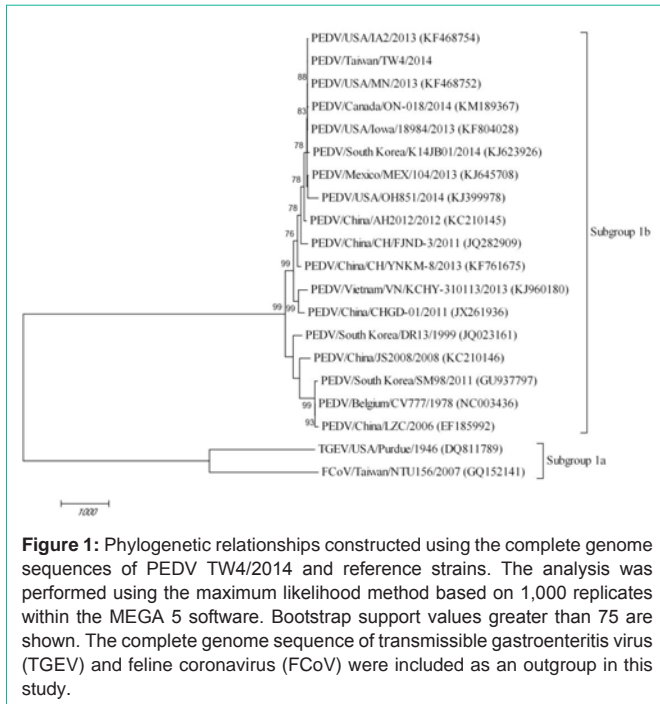 PEDV/USA/IA2/2013 (KF468754)
PEDV/Taiwan/TW4/2014
88
PEDV/USA/MN/2013 (KF468752)
PEDV/Canada/ON-018/2014 (KM189367)
83
PEDV/USA/Iowa/18984/2013 (KF804028)
78
PEDV/South Korea/K14JB01/2014 (KJ623926)
PEDV/Mexico/MEX/104/2013 (KJ645708)
78
PEDV/USA/OH851/2014 (KJ399978)
78
PEDV/China/AH2012/2012 (KC210145)
Subgroup 1b
76
PEDV/China/CH/FJND-3/2011 (JQ282909)
99
PEDV/China/CH/YNKM-8/2013 (KF761675)
PEDV/Vietnam/VN/KCHY-310113/2013 (KJ960180)
99
99
PEDV/China/CHGD-01/2011 (JX261936)
PEDV/South Korea/DR13/1999 (JQ023161)
PEDV/China/JS2008/2008 (KC210146)
PEDV/South Korea/SM98/2011 (GU937797)
99
PEDV/Belgium/CV777/1978 (NC003436)
93
PEDV/China/LZC/2006 (EF185992)
TGEV/USA/Purdue/1946 (DQ811789)
Subgroup 1a
FCoV/Taiwan/NTU156/2007 (GQ152141)
1000
Figure 1: Phylogenetic relationships constructed using the complete genome
sequences of PEDV TW4/2014 and reference strains. The analysis was
performed using the maximum likelihood method based on 1,000 replicates
within the MEGA 5 software. Bootstrap support values greater than 75 are
shown. The complete genome sequence of transmissible gastroenteritis virus
(TGEV) and feline coronavirus (FCoV) were included as an outgroup in this
study.